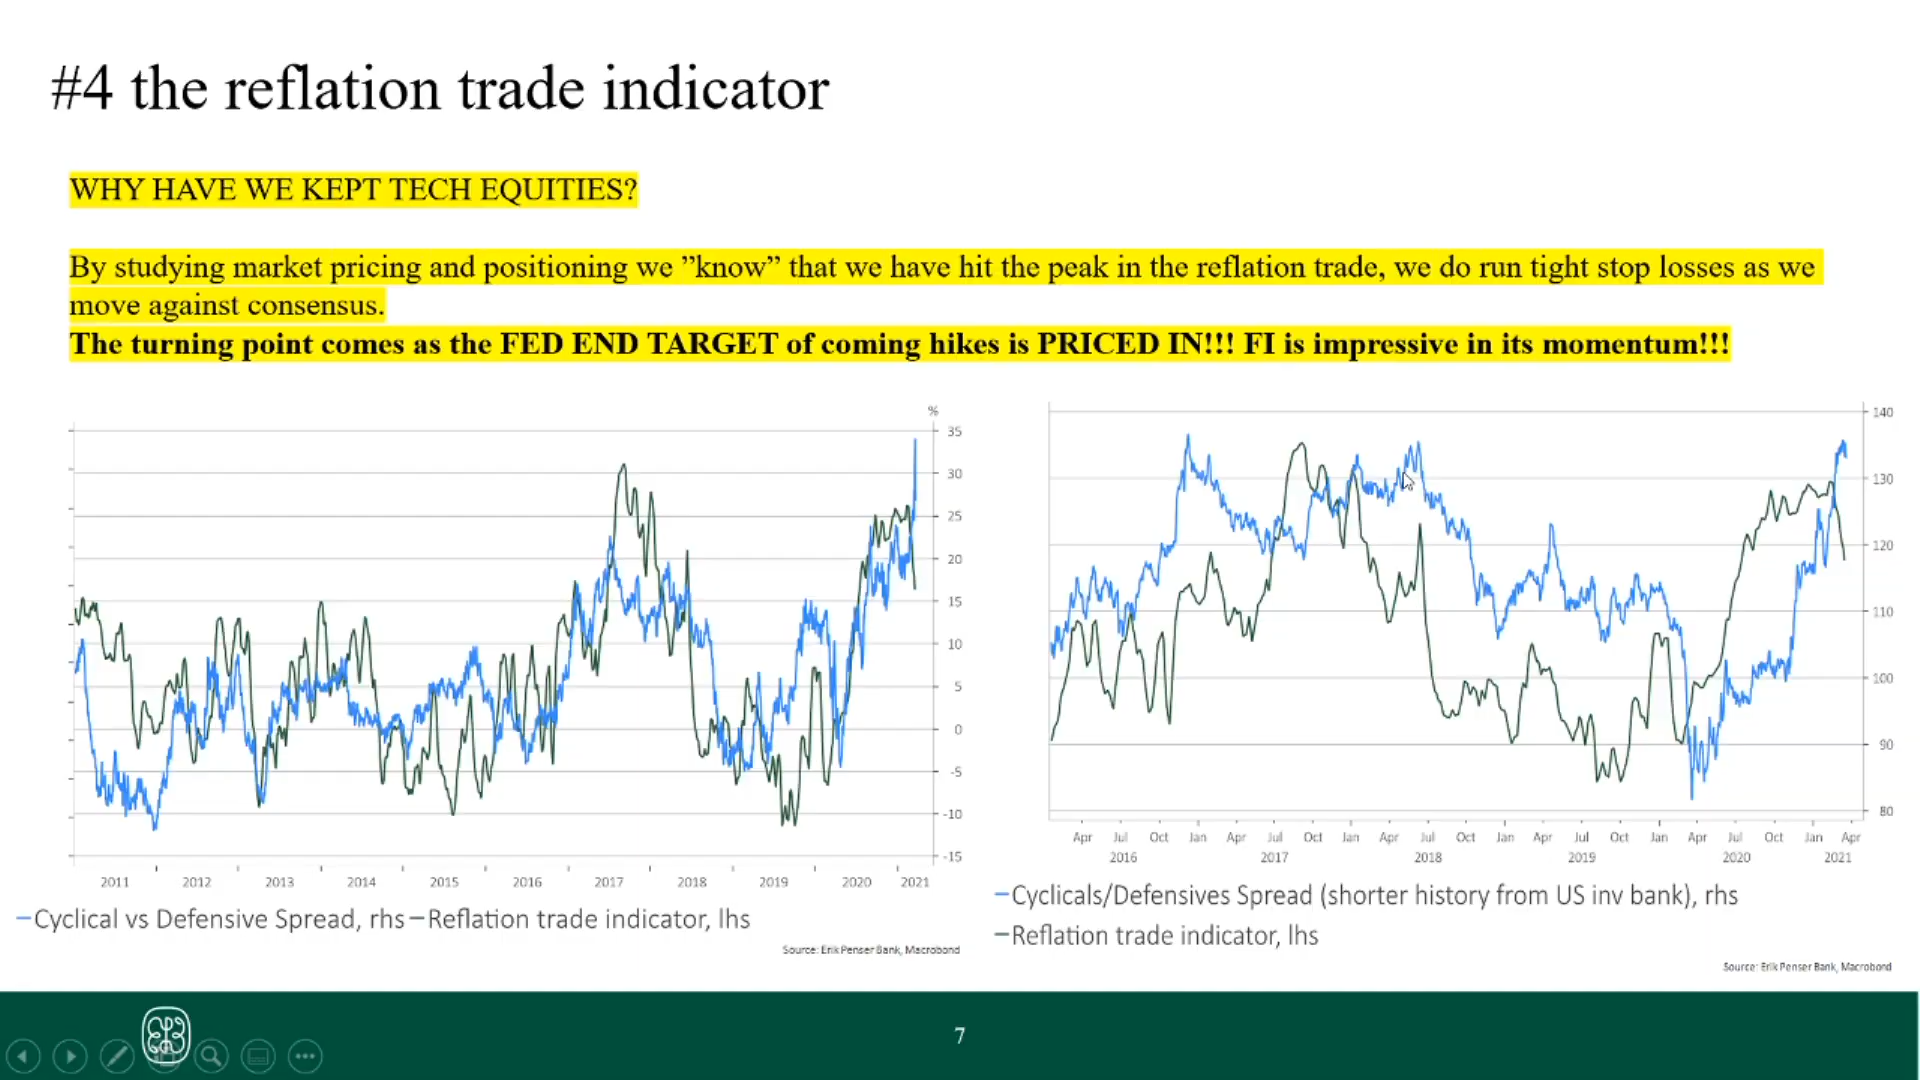 #4 the reflation trade indicator
WHY HAVE WE KEPT TECH EQUITIES?
By studying market pricing and positioning we ”know” that we have hit the peak in the reflation trade, we do run tight stop losses as we
move against consensus.
The turning point comes as the FED END TARGET of coming hikes is PRICED IN!!! FI is impressive in its momentum!!!
%
35
30
25
20
15
10
5
0
-5
-10
-15
2011 2012 2013 2014 2015 2016 2017 2018 2019 2020 2021
Cyclical vs Defensive Spread, rhs Reflation trade indicator, lhs
Source: Erik Penser Bank, Macrobond
140
130
120
110
100
90
80
Apr Jul Oct Jan Apr Jul Oct Jan Apr Jul Oct Jan Apr Jul Oct Jan Apr Jul Oct Jan Apr
2016 2017 2018 2019 2020 2021
Cyclicals/Defensives Spread (shorter history from US inv bank), rhs
Reflation trade indicator, lhs
Source: Erik Penser Bank, Macrobond
7